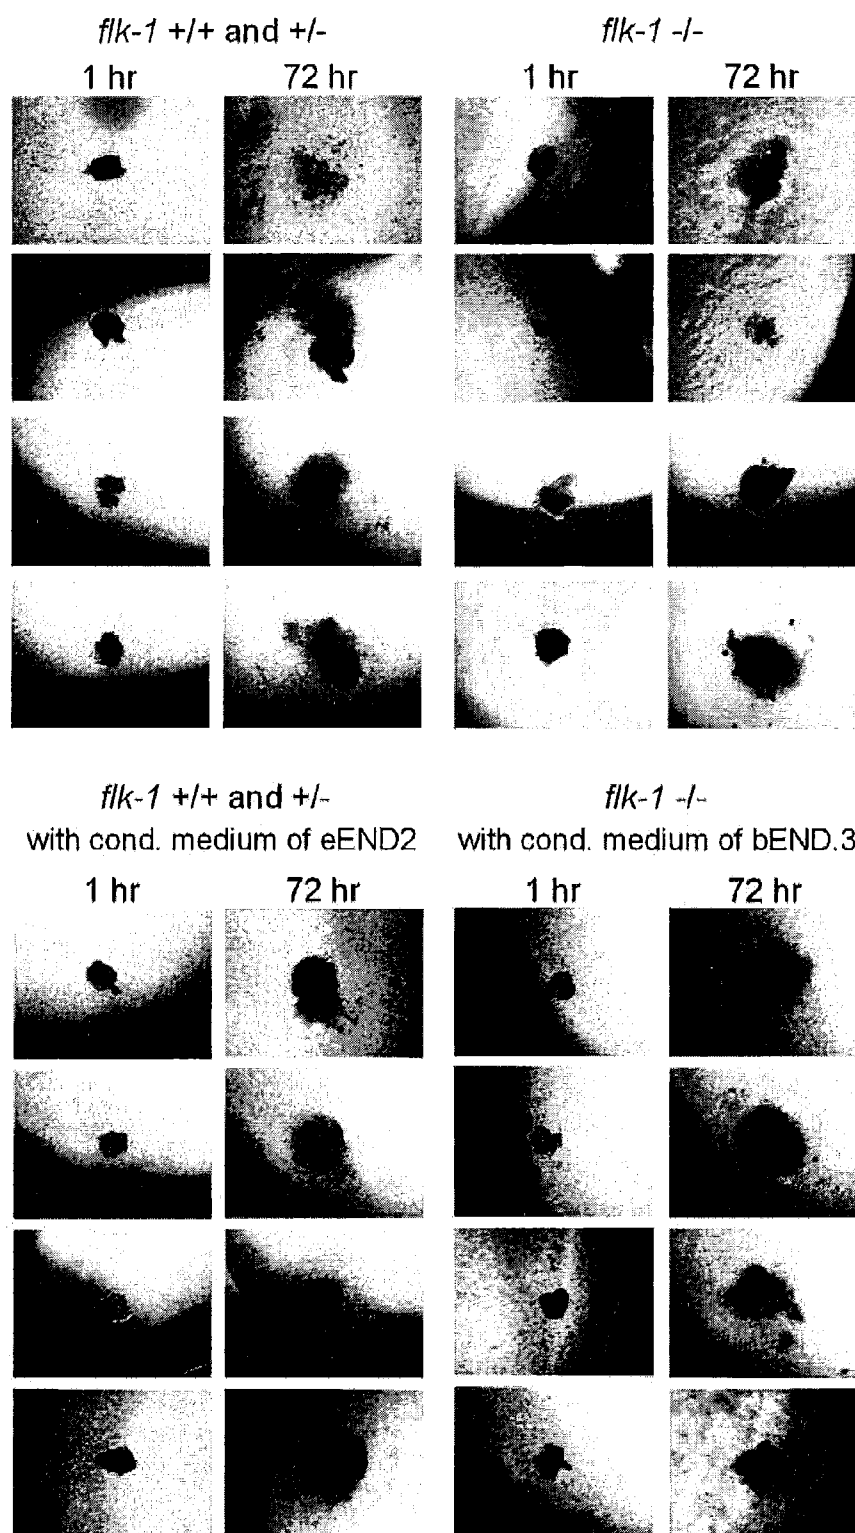 flk-1 +/+ and +/- flk-1 -/-
1 hr 72 hr 1 hr 72 hr
flk-1 +/+ and +/- flk-1 -/-
with cond. medium of eEND2 with cond. medium of bEND.3
1 hr 72 hr 1 hr 72 hr